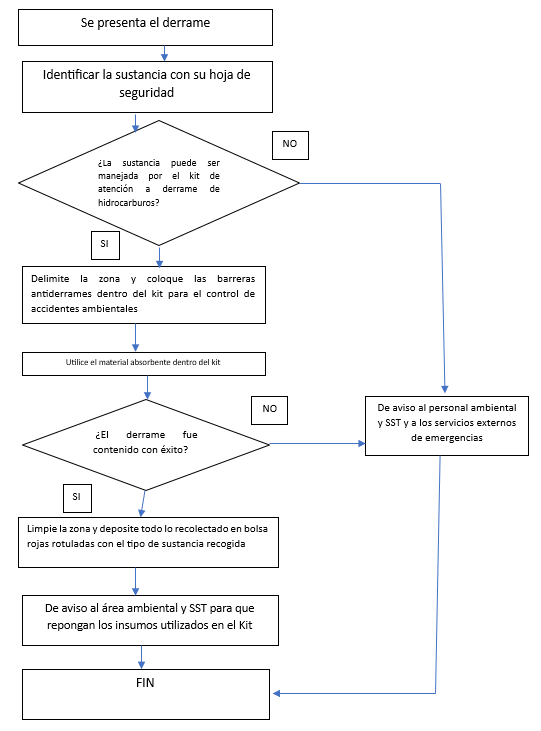 Se presenta el derrame
Identificar la sustancia con su hoja de
seguridad
NO
¿La sustancia puede ser
manejada por el kit de
atención a derrame de
hidrocarburos?
SI
Delimite la zona y coloque las barreras
antiderrames dentro del kit para el control de
accidentes ambientales
Utilice el material absorbente dentro del kit
NO
De aviso al personal ambiental
y SST y a los servicios externos
de emergencias
¿El derrame fue
contenido con éxito?
SI
Limpie la zona y deposite todo lo recolectado en bolsa
rojas rotuladas con el tipo de sustancia recogida
De aviso al área ambiental y SST para que
repongan los insumos utilizados en el Kit
FIN